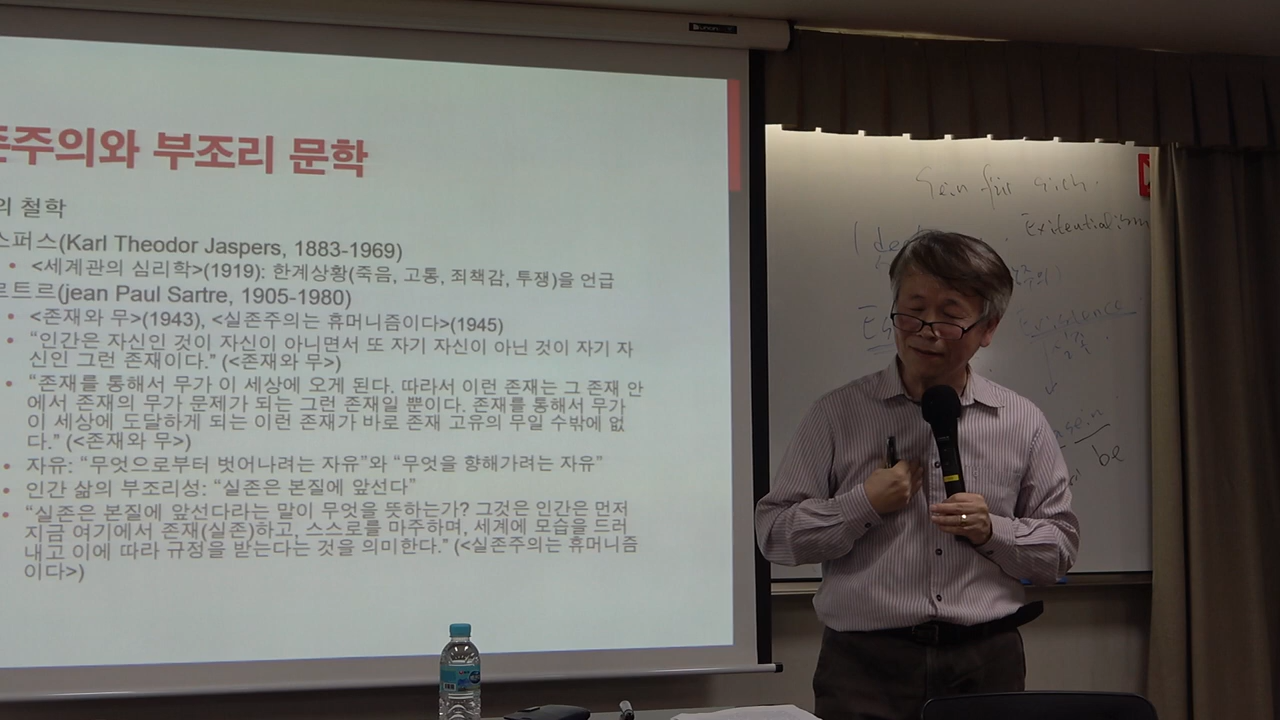 존주의와 부조리 문학
의 철학
스퍼스(Karl Theodor Jaspers, 1883-1969)
• <세계관의 심리학>(1919): 한계상황(죽음, 고통, 죄책감, 투쟁)을 언급
르트르(jean Paul Sartre, 1905-1980)
• <존재와 무>(1943), <실존주의는 휴머니즘이다>(1945)
• “인간은 자신인 것이 자신이 아니면서 또 자기 자신이 아닌 것이 자기 자
신인 그런 존재이다.” (<존재와 무>)
• “존재를 통해서 무가 이 세상에 오게 된다. 따라서 이런 존재는 그 존재 안
에서 존재의 무가 문제가 되는 그런 존재일 뿐이다. 존재를 통해서 무가
이 세상에 도달하게 되는 이런 존재가 바로 존재 고유의 무일 수밖에 없
다.” (<존재와 무>)
• 자유: “무엇으로부터 벗어나려는 자유”와 “무엇을 향해가려는 자유”
• 인간 삶의 부조리성: “실존은 본질에 앞선다”
• “실존은 본질에 앞선다라는 말이 무엇을 뜻하는가? 그것은 인간은 먼저
지금 여기에서 존재(실존)하고, 스스로를 마주하며, 세계에 모습을 드러
내고 이에 따라 규정을 받는다는 것을 의미한다.” (<실존주의는 휴머니즘
이다>)
Sein für sich.
Existentialism
Existence
실존
asein
be